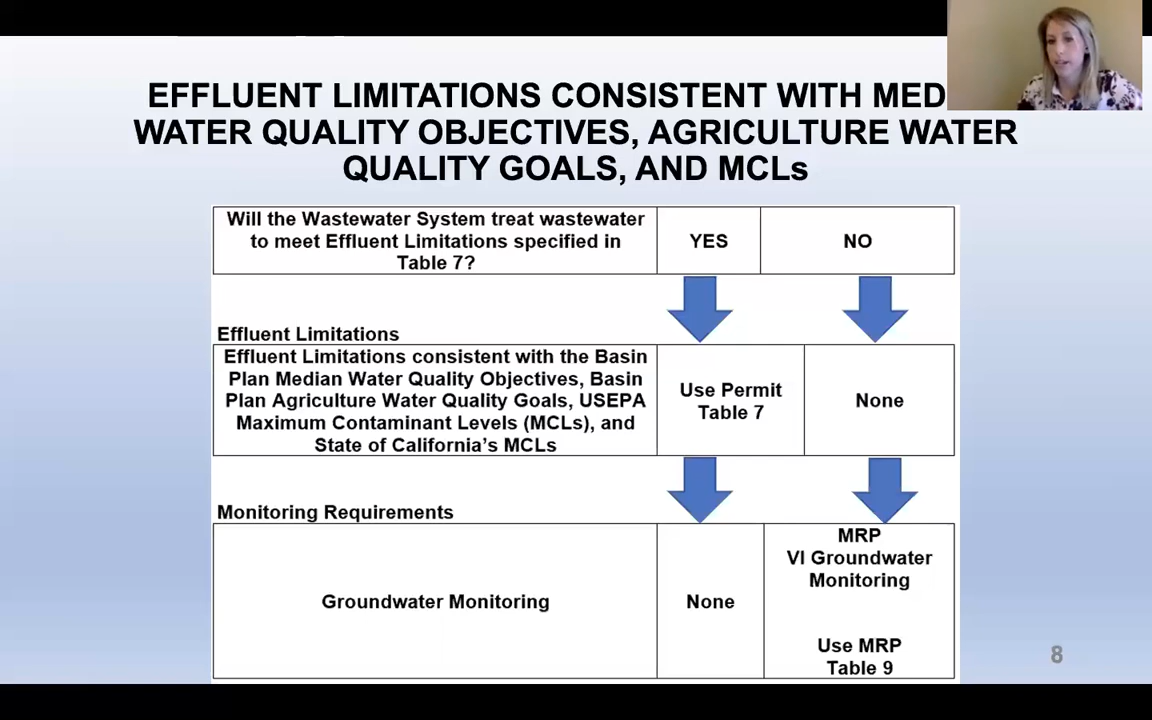 EFFLUENT LIMITATIONS CONSISTENT WITH MED
WATER QUALITY OBJECTIVES, AGRICULTURE WATER
QUALITY GOALS, AND MCLs
Will the Wastewater System treat wastewater
to meet Effluent Limitations specified in
Table 7?
YES
NO
Effluent Limitations
Effluent Limitations consistent with the Basin
Plan Median Water Quality Objectives, Basin
Plan Agriculture Water Quality Goals, USEPA
Maximum Contaminant Levels (MCLs), and
State of California's MCLs
Use Permit
Table 7
None
Monitoring Requirements
Groundwater Monitoring
None
MRP
VI Groundwater
Monitoring
Use MRP
Table 9
8